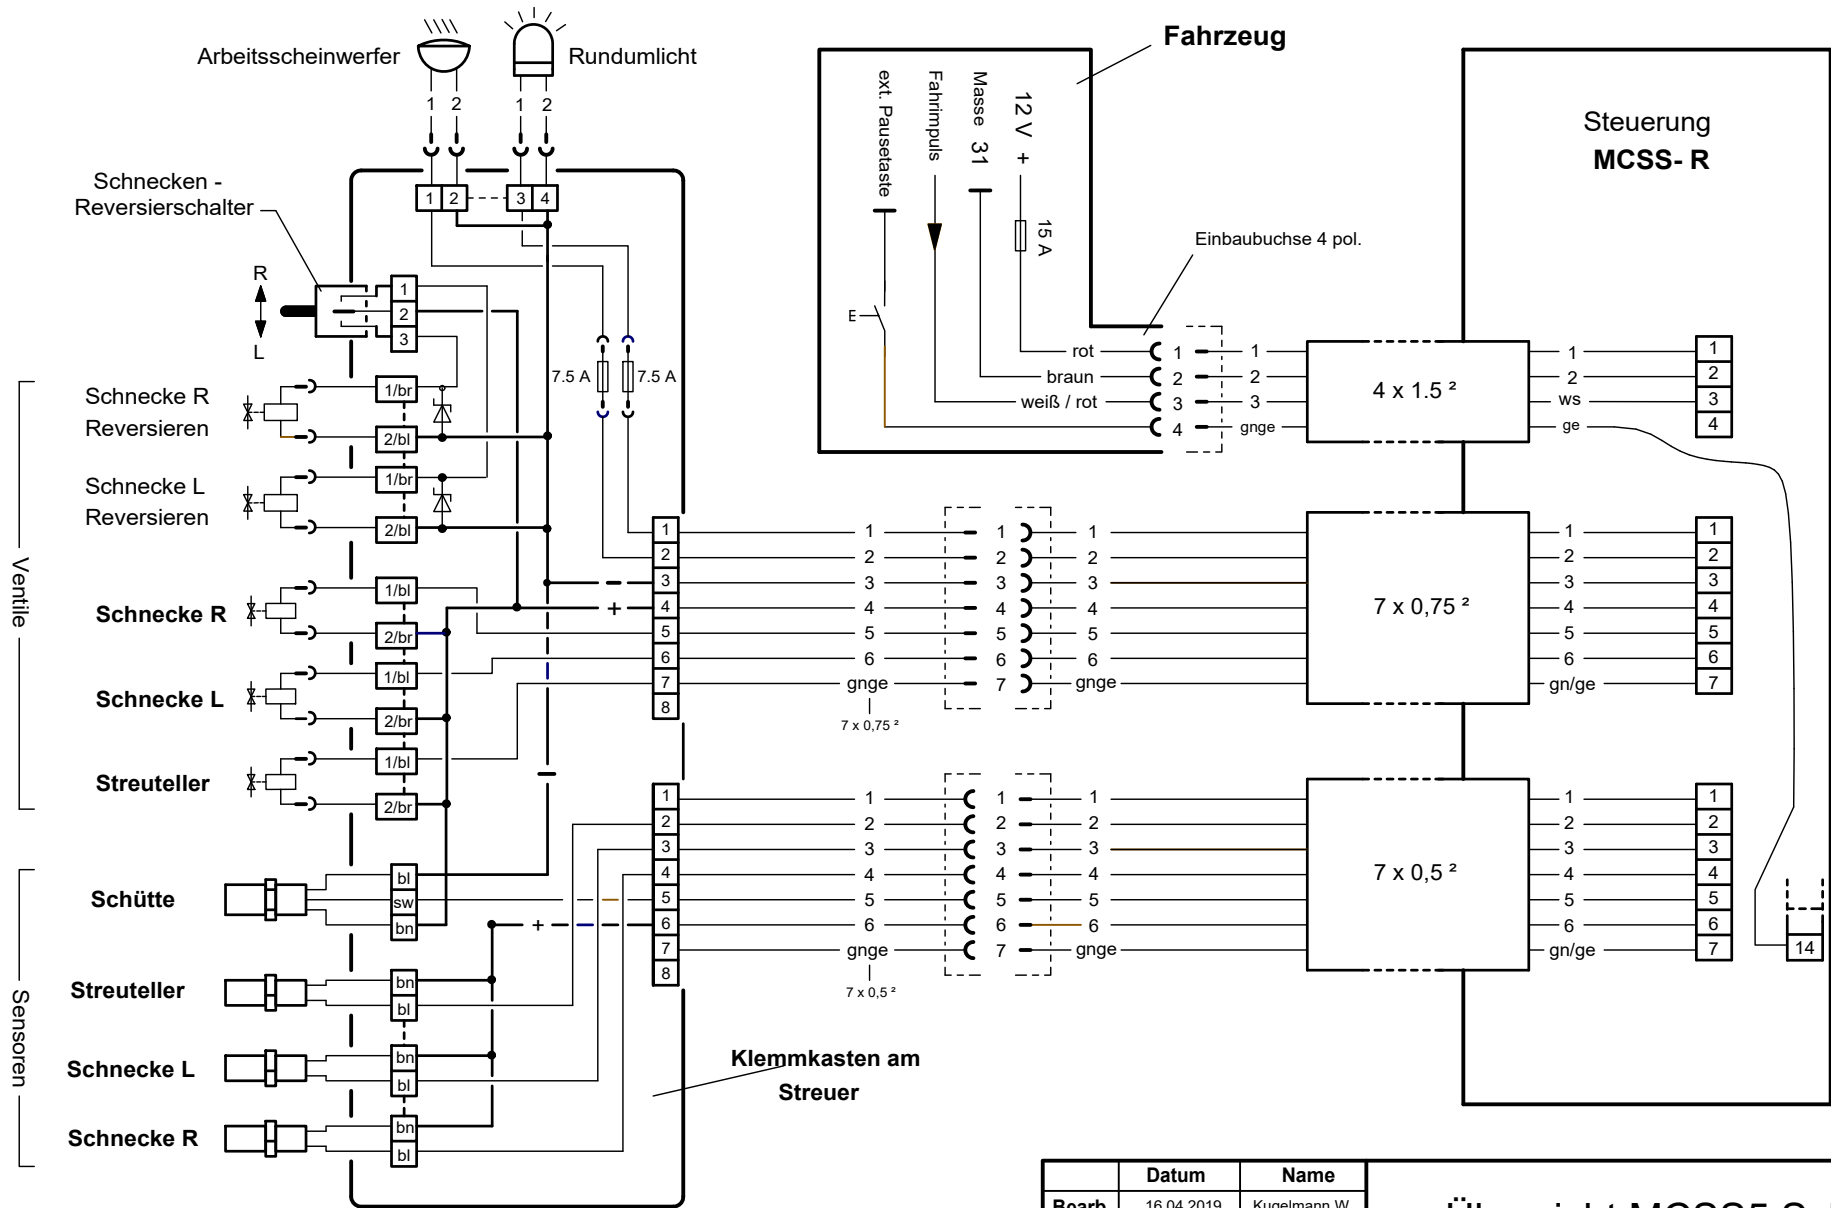 Arbeitsscheinwerfer
Rundumlicht
1 2
1 2
1 2 3 4
Schnecken -
Reversierschalter
R
L
1
2
3
7.5 A
7.5 A
Ventile
Schnecke R
Reversieren
1/br
2/bl
Schnecke L
Reversieren
1/br
2/bl
Schnecke R
1/bl
2/br
Schnecke L
1/bl
2/br
Streuteller
1/bl
2/br
Sensoren
Schütte
bl
sw
bn
Streuteller
bn
bl
Schnecke L
bn
bl
Schnecke R
bn
bl
+
+
Klemmkasten am
Streuer
Fahrzeug
ext. Pausetaste
Fahrimpuls
Masse 31
12 V +
15 A
E
Einbaubuchse 4 pol.
Steuerung
MCSS- R
rot 1 1 1 1
braun 2 2 2 2
weiß / rot 3 3 ws 3
4 gnge ge 4
4 x 1.5 ²
1 1 1 1 1 1
2 2 2 2 2 2
3 3 3 3 3 3
4 4 4 4 4 4
5 5 5 5 5 5
6 6 6 6 6 6
7 gnge 7 gnge gn/ge 7
8
7 x 0,75 ²
7 x 0,75 ²
1 1 1 1 1 1
2 2 2 2 2 2
3 3 3 3 3 3
4 4 4 4 4 4
5 5 5 5 5 5
6 6 6 6 6 6
7 gnge 7 gnge gn/ge 7
8
7 x 0,5 ²
7 x 0,5 ²
14
Datum Name